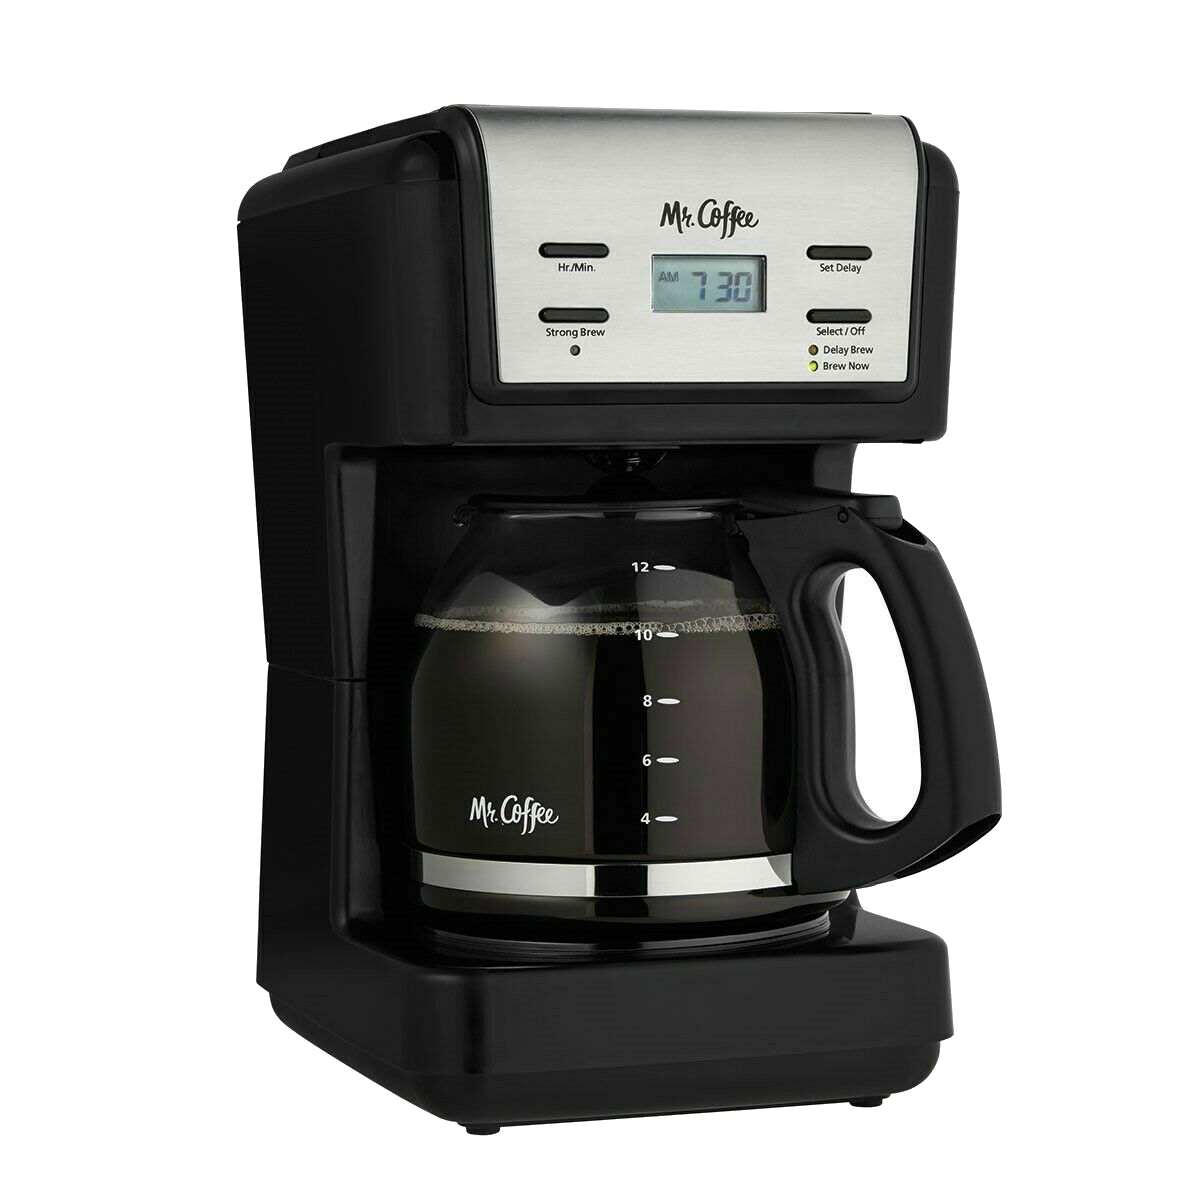 Mr. Coffee
Hr./Min.
AM 7 30
Set Delay
Strong Brew
Select / Off
Delay Brew
Brew Now
12
10
8
6
4
Mr. Coffee